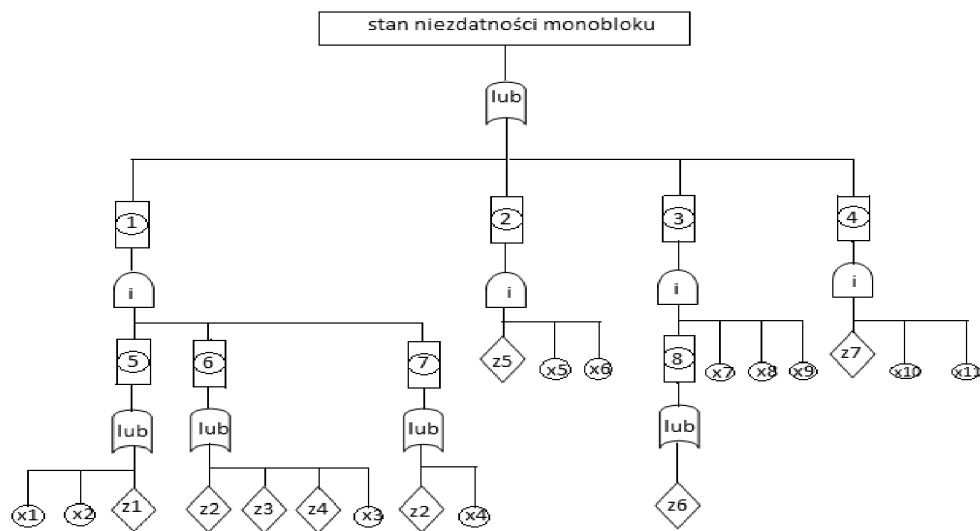 stan niezdatności monobloku
lub
1 2 3 4
i i i i
5 6 7 z5 x5 x6 8 x7 x8 x9 z7 x10 x11
lub lub lub lub
x1 x2 z1 z2 z3 z4 x3 z2 x4 z6